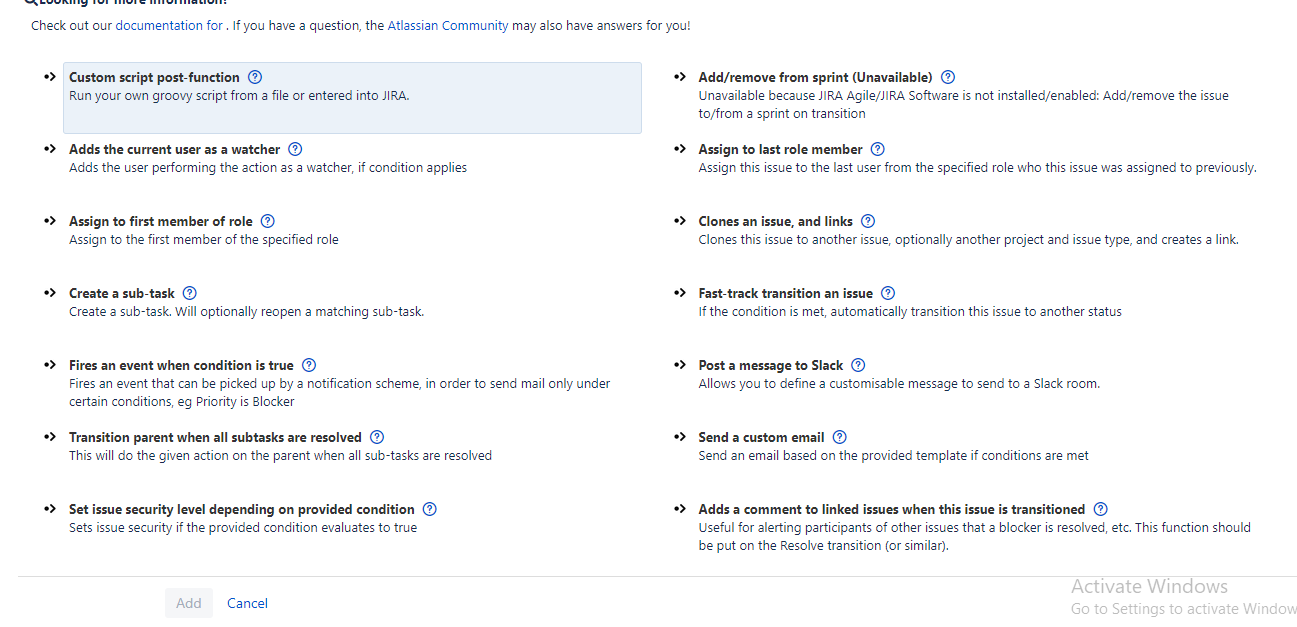 Looking for more information?
Check out our documentation for . If you have a question, the Atlassian Community may also have answers for you!
Custom script post-function
Run your own groovy script from a file or entered into JIRA.
Add/remove from sprint (Unavailable)
Unavailable because JIRA Agile/JIRA Software is not installed/enabled: Add/remove the issue
to/from a sprint on transition
Adds the current user as a watcher
Adds the user performing the action as a watcher, if condition applies
Assign to last role member
Assign this issue to the last user from the specified role who this issue was assigned to previously.
Assign to first member of role
Assign to the first member of the specified role
Clones an issue, and links
Clones this issue to another issue, optionally another project and issue type, and creates a link.
Create a sub-task
Create a sub-task. Will optionally reopen a matching sub-task.
Fast-track transition an issue
If the condition is met, automatically transition this issue to another status
Fires an event when condition is true
Fires an event that can be picked up by a notification scheme, in order to send mail only under
certain conditions, eg Priority is Blocker
Post a message to Slack
Allows you to define a customisable message to send to a Slack room.
Transition parent when all subtasks are resolved
This will do the given action on the parent when all sub-tasks are resolved
Send a custom email
Send an email based on the provided template if conditions are met
Set issue security level depending on provided condition
Sets issue security if the provided condition evaluates to true
Adds a comment to linked issues when this issue is transitioned
Useful for alerting participants of other issues that a blocker is resolved, etc. This function should
be put on the Resolve transition (or similar).
Add
Cancel
Activate Windows
Go to Settings to activate Window